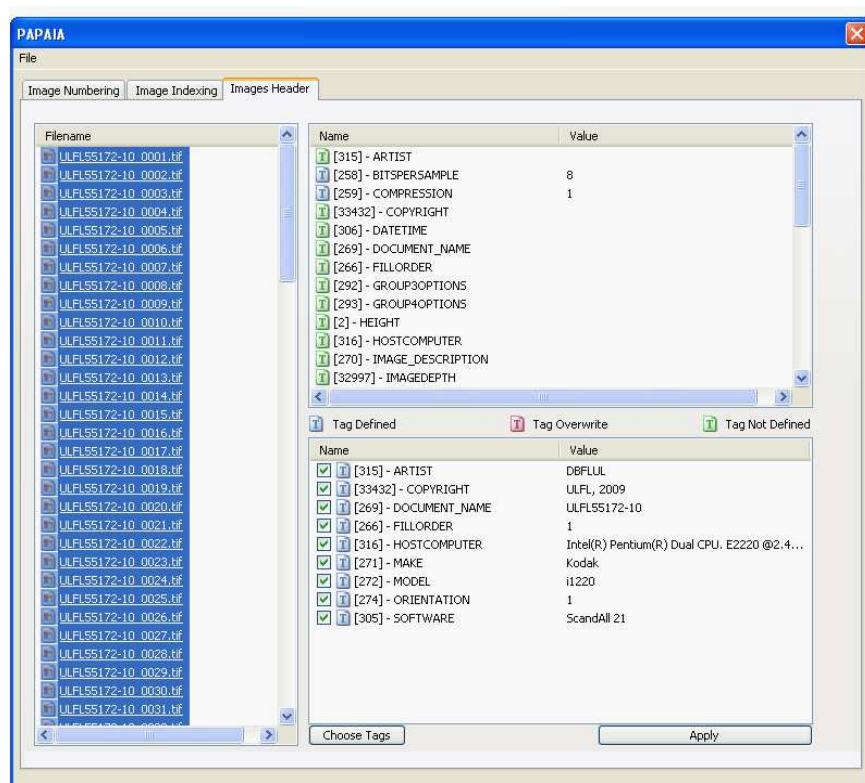 PAPAIA
File
Image Numbering
Image Indexing
Images Header
Filename
ULFL55172-10_0001.tif
ULFL55172-10_0002.tif
ULFL55172-10_0003.tif
ULFL55172-10_0004.tif
ULFL55172-10_0005.tif
ULFL55172-10_0006.tif
ULFL55172-10_0007.tif
ULFL55172-10_0008.tif
ULFL55172-10_0009.tif
ULFL55172-10_0010.tif
ULFL55172-10_0011.tif
ULFL55172-10_0012.tif
ULFL55172-10_0013.tif
ULFL55172-10_0014.tif
ULFL55172-10_0015.tif
ULFL55172-10_0016.tif
ULFL55172-10_0017.tif
ULFL55172-10_0018.tif
ULFL55172-10_0019.tif
ULFL55172-10_0020.tif
ULFL55172-10_0021.tif
ULFL55172-10_0022.tif
ULFL55172-10_0023.tif
ULFL55172-10_0024.tif
ULFL55172-10_0025.tif
ULFL55172-10_0026.tif
ULFL55172-10_0027.tif
ULFL55172-10_0028.tif
ULFL55172-10_0029.tif
ULFL55172-10_0030.tif
ULFL55172-10_0031.tif
Name Value
[315] - ARTIST
[258] - BITSPERSAMPLE 8
[259] - COMPRESSION 1
[33432] - COPYRIGHT
[306] - DATETIME
[269] - DOCUMENT_NAME
[266] - FILLORDER
[292] - GROUP3OPTIONS
[293] - GROUP4OPTIONS
[2] - HEIGHT
[316] - HOSTCOMPUTER
[270] - IMAGE_DESCRIPTION
[32997] - IMAGEDEPTH
T Tag Defined T Tag Overwrite T Tag Not Defined
Name Value
[315] - ARTIST DBFLUL
[33432] - COPYRIGHT ULFL, 2009
[269] - DOCUMENT_NAME ULFL55172-10
[266] - FILLORDER 1
[316] - HOSTCOMPUTER Intel(R) Pentium(R) Dual CPU. E2220 @2.4...
[271] - MAKE Kodak
[272] - MODEL i1220
[274] - ORIENTATION 1
[305] - SOFTWARE ScandAll 21
Choose Tags
Apply